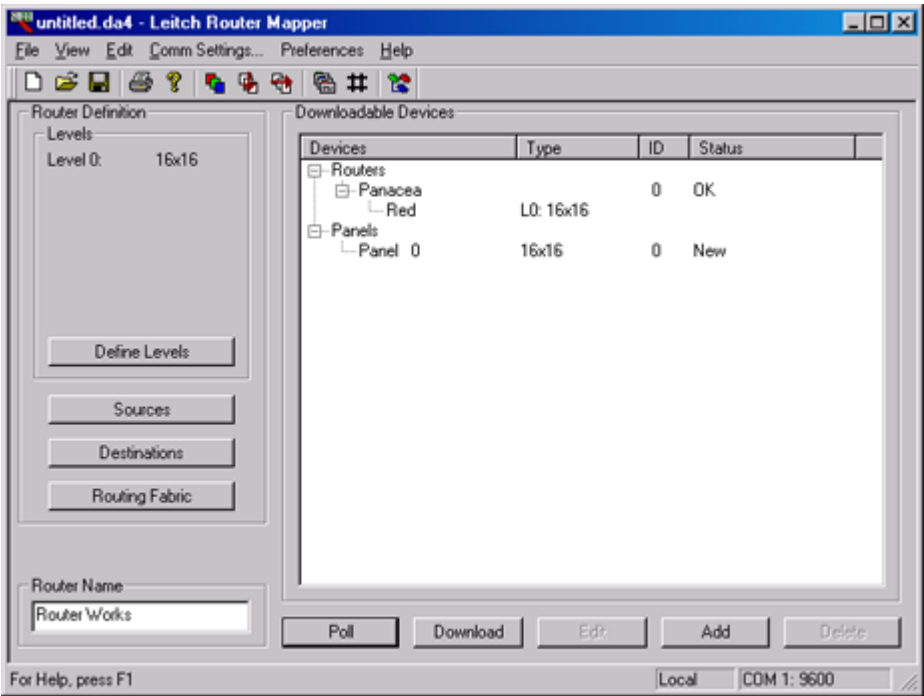 untitled.da4 - Leitch Router Mapper
File View Edit Comm Settings... Preferences Help
Router Definition
Levels
Level 0: 16x16
Define Levels
Sources
Destinations
Routing Fabric
Router Name
Router Works
Downloadable Devices
Devices Type ID Status
Routers
Panacea 0 OK
Red L0: 16x16
Panels
Panel 0 16x16 0 New
Poll Download Edit Add Delete
For Help, press F1 Local COM 1: 9600